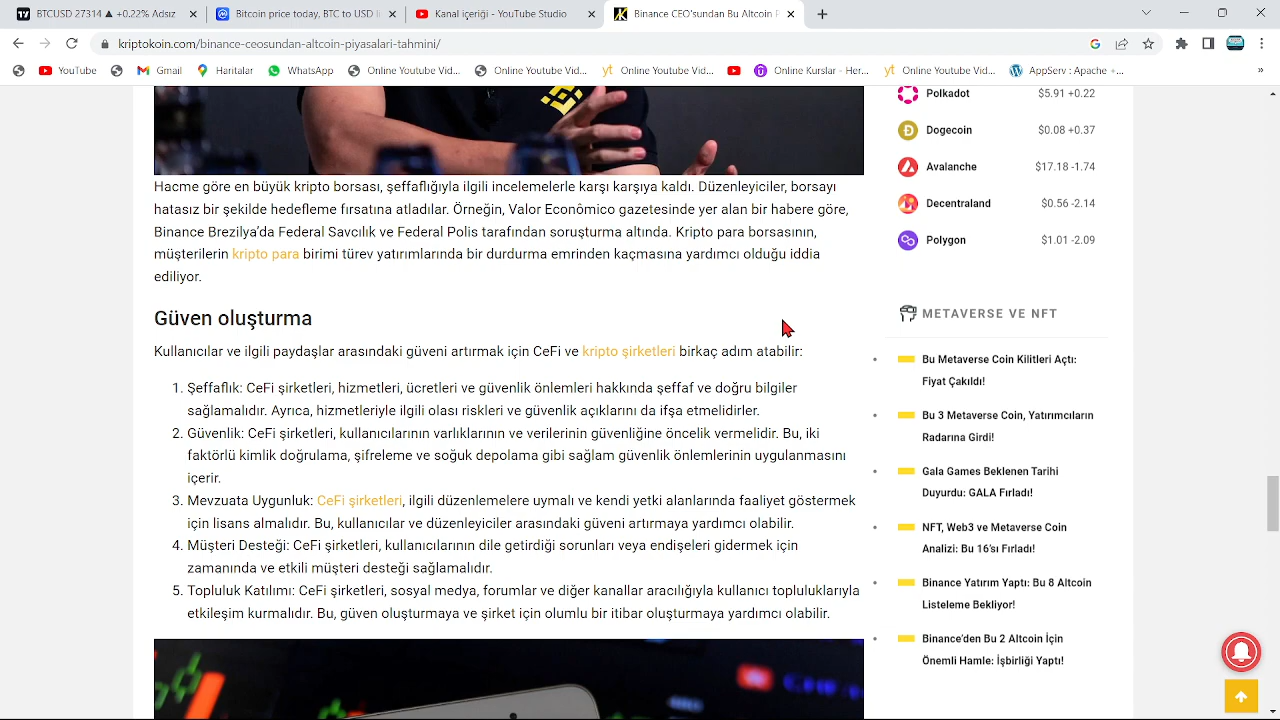 BTCUSD 27314 ▲ +0.21%
Bitcoin price today, BTC to USD li
Kanal içeriği - YouTube Studio
Binance CEO'sundan Altcoin P
kriptokoin.com/binance-ceosundan-altcoin-piyasalari-tahmini/
YouTube
Gmail
Haritalar
WhatsApp
Online Youtube Vid...
Online Youtube Vid...
Online Youtube Vid...
Online Kurslar - Her...
Online Youtube Vid...
AppServ : Apache +...
»
Hacme göre en büyük kripto borsası, şeffaflığıyla ilgili incelemelerle karşı karşıya kaldı. Düzenleyiciler, borsayı
hatasız bir şekilde hedefleme fırsatına atladılar. Örneğin, Valor Econômico gazetesinde yer alan bir habere göre,
Binance Brezilya'da Federal Savcılık ve Federal Polis tarafından soruşturma altında. Kripto para borsasının,
müşterilerin kripto para birimi türev yatırımlarında bir durdurma emrinden kaçmasına yardımcı olduğu iddia
ediliyor.
Güven oluşturma
Kullanıcılar ve ilgili paydaşlar arasındaki güveni artırmak için CeFi ve kripto şirketleri birkaç adım atabilir:
1. Şeffaflık: CeFi şirketleri, hizmetleri, ücretleri ve güvenlik önlemleri hakkında şeffaf ve doğru bilgiler
sağlamalıdır. Ayrıca, hizmetleriyle ilgili olası riskleri ve güvenlik açıklarını da ifşa etmelidirler.
2. Güvenlik: CeFi şirketleri, kullanıcılarının varlıklarının ve verilerinin güvenliğine öncelik vermelidir. Bu, iki
faktörlü kimlik doğrulama, şifreleme ve soğuk depolama gibi sağlam güvenlik önlemlerinin uygulanmasını
içerir.
3. Mevzuata Uygunluk: CeFi şirketleri, ilgili düzenlemelere uymalı ve kendi yetki alanlarında faaliyet göstermek
için lisans almalıdır. Bu, kullanıcılar ve düzenleyiciler arasındaki güveni artırmaya yardımcı olabilir.
4. Müşteri Desteği: CeFi şirketleri, kullanıcılarının dile getirdiği sorunları veya endişeleri gidermek için
zamanında ve etkili müşteri desteği sağlamalıdır.
5. Topluluk Katılımı: CeFi şirketleri, sosyal medya, forumlar ve diğer kanallar aracılığıyla kullanıcı topluluklarıyla
etkileşim kurmalıdır. Bu, güven oluşturmaya ve şirket için olumlu bir itibar oluşturmaya yardımcı olabilir.
Polkadot $5.91 +0.22
Dogecoin $0.08 +0.37
Avalanche $17.18 -1.74
Decentraland $0.56 -2.14
Polygon $1.01 -2.09
METAVERSE VE NFT
Bu Metaverse Coin Kilitleri Açtı:
Fiyat Çakıldı!
Bu 3 Metaverse Coin, Yatırımcıların
Radarına Girdi!
Gala Games Beklenen Tarihi
Duyurdu: GALA Fırladı!
NFT, Web3 ve Metaverse Coin
Analizi: Bu 16'sı Fırladı!
Binance Yatırım Yaptı: Bu 8 Altcoin
Listeleme Bekliyor!
Binance'den Bu 2 Altcoin İçin
Önemli Hamle: İşbirliği Yaptı!